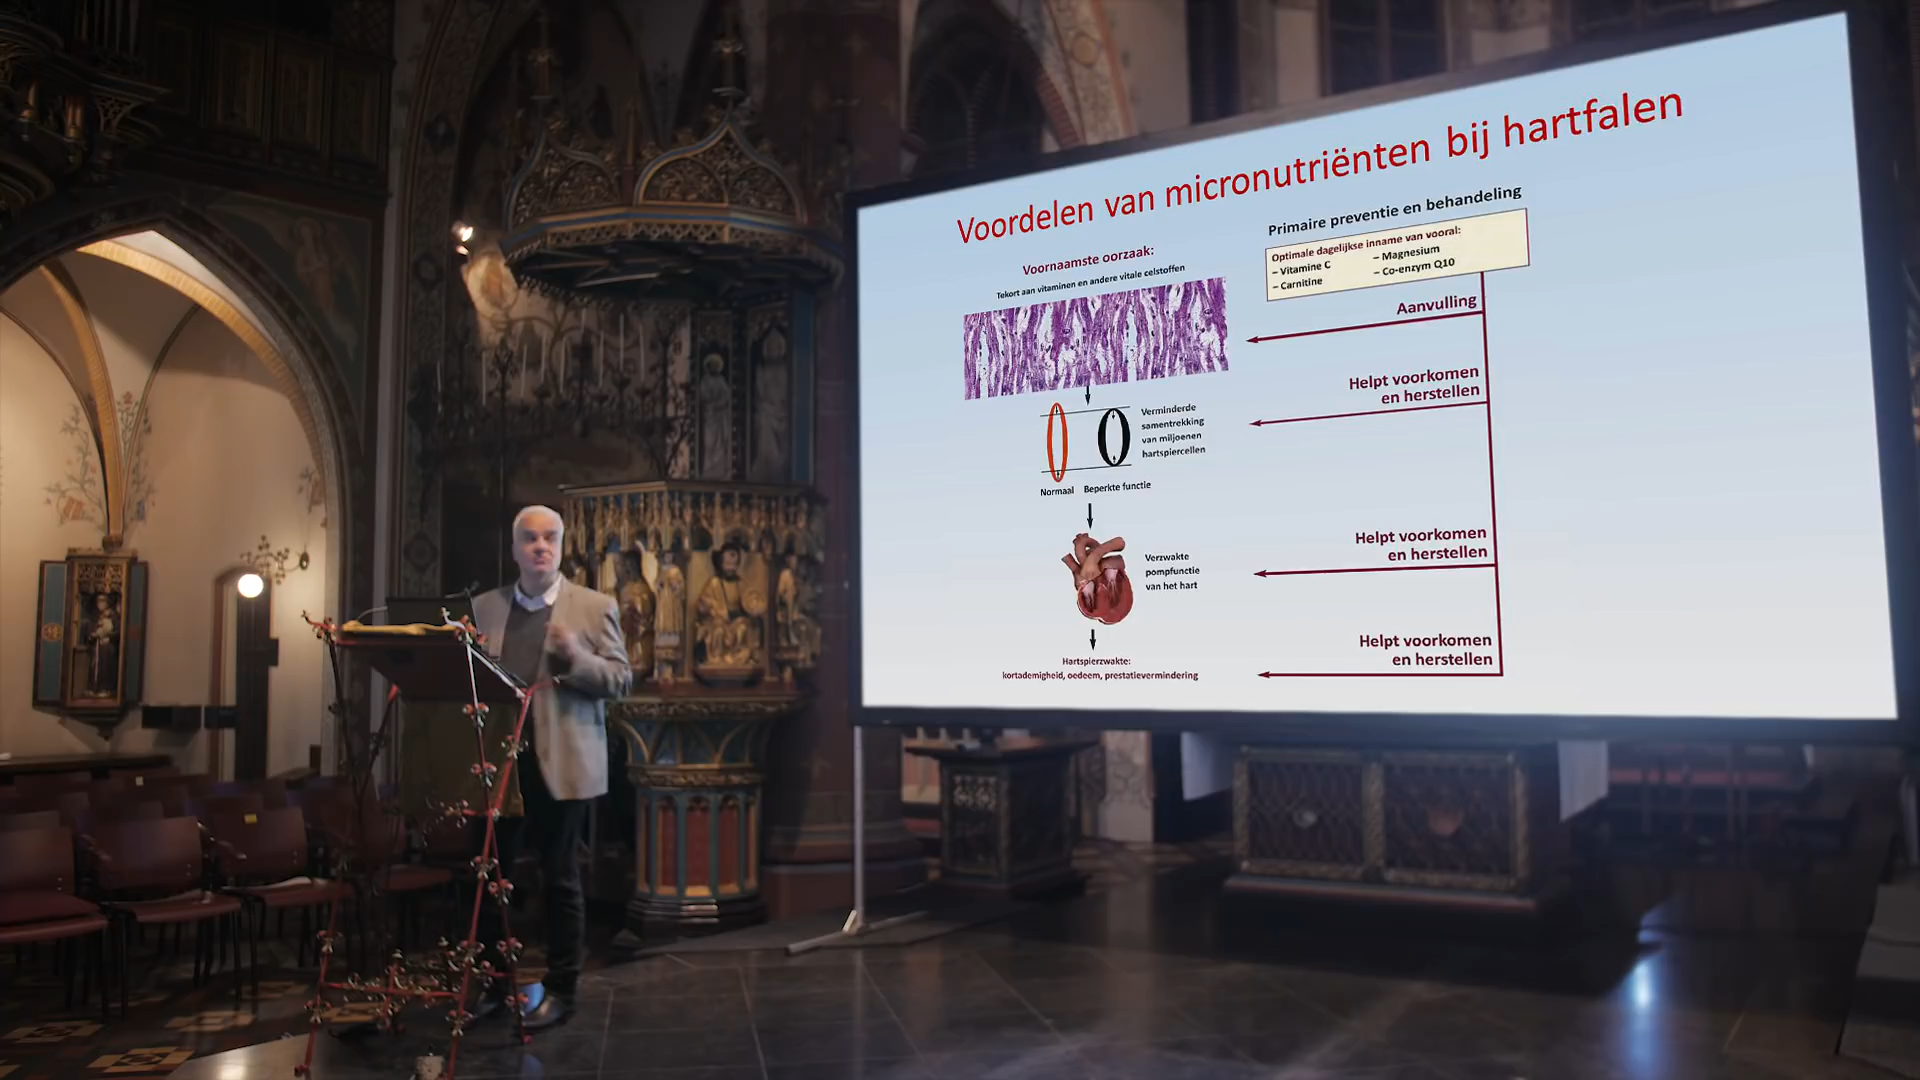 Voordelen van micronutriënten bij hartfalen
Voornaamste oorzaak:
Tekort aan vitaminen en andere vitale celstoffen
Primaire preventie en behandeling
Optimale dagelijkse inname van vooral:
– Vitamine C
– Magnesium
– Carnitine
– Co-enzym Q10
Aanvulling
Helpt voorkomen
en herstellen
Verminderde
samentrekking
van miljoenen
hartspiercellen
Normaal
Beperkte functie
Helpt voorkomen
en herstellen
Verzwakte
pompfunctie
van het hart
Helpt voorkomen
en herstellen
Hartspierzwakte:
kortademigheid, oedeem, prestatievermindering